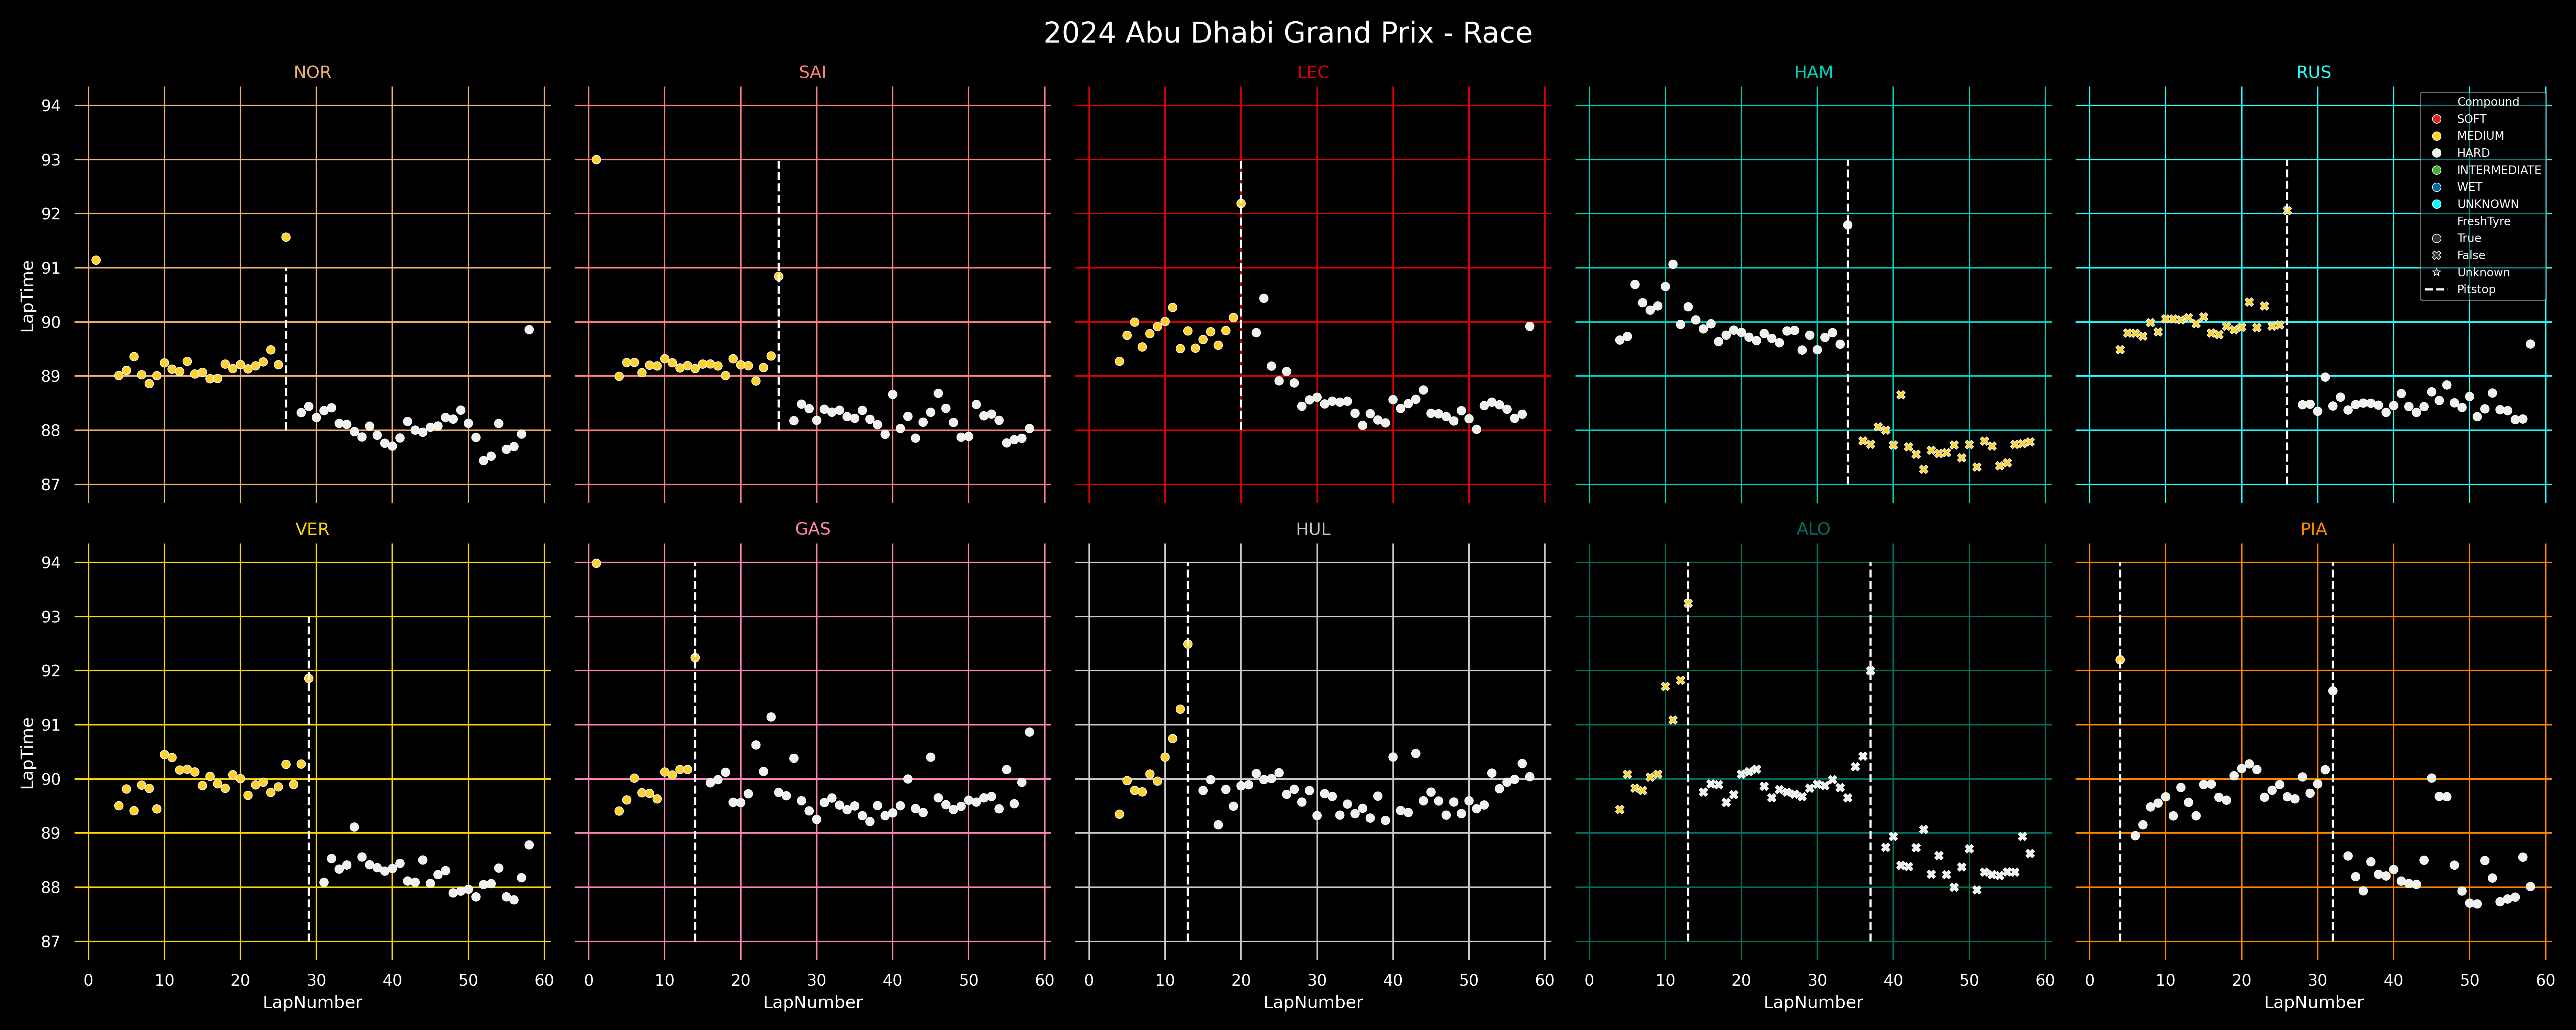 2024 Abu Dhabi Grand Prix - Race
NOR
SAI
LEC
HAM
RUS
94
93
92
91
90
89
88
87
LapTime
Compound
SOFT
MEDIUM
HARD
INTERMEDIATE
WET
UNKNOWN
FreshTyre
True
False
Unknown
Pitstop
VER
GAS
HUL
ALO
PIA
94
93
92
91
90
89
88
87
LapTime
0 10 20 30 40 50 60
0 10 20 30 40 50 60
0 10 20 30 40 50 60
0 10 20 30 40 50 60
0 10 20 30 40 50 60
LapNumber
LapNumber
LapNumber
LapNumber
LapNumber